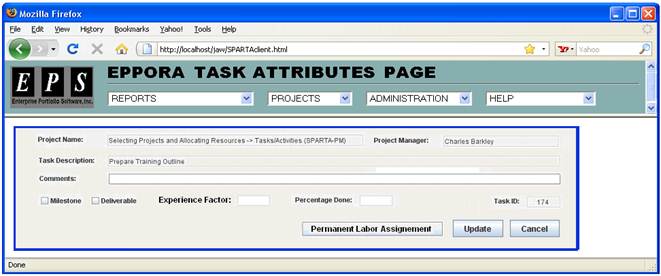 Mozilla Firefox
File Edit View History Bookmarks Yahoo! Tools Help
http://localhost/jaw/SPARTAclient.html
Y! Yahoo
EPS
Enterprise Portfolio Software, Inc.
EPPORA TASK ATTRIBUTES PAGE
REPORTS PROJECTS ADMINISTRATION HELP
Project Name: Selecting Projects and Allocating Resources -> Tasks/Activities (SPARTA-PM) Project Manager: Charles Barkley
Task Description: Prepare Training Outline
Comments:
Milestone Deliverable Experience Factor: Percentage Done: Task ID: 174
Permanent Labor Assignement Update Cancel
Done